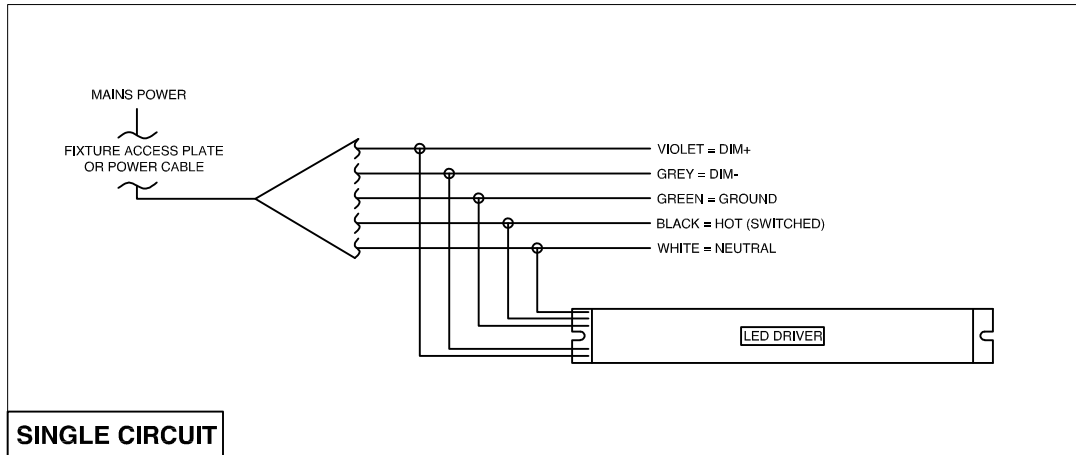 MAINS POWER
FIXTURE ACCESS PLATE
OR POWER CABLE
VIOLET = DIM+
GREY = DIM-
GREEN = GROUND
BLACK = HOT (SWITCHED)
WHITE = NEUTRAL
LED DRIVER
SINGLE CIRCUIT